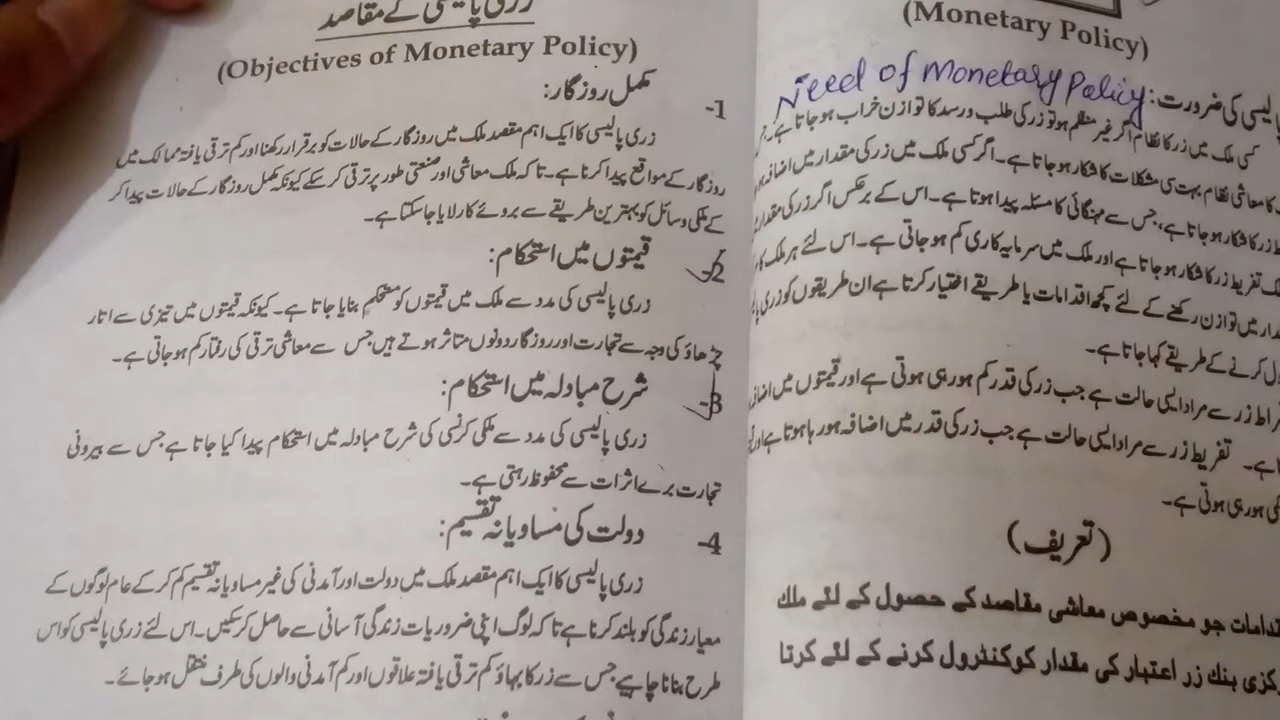 (Monetary Policy)
Need of Monetary Policy
لیسی کی ضرورت:
کسی ملک میں زر کا نظام اگر غیر منظم ہو تو زر کی طلب و رسد کا توازن خراب ہو جاتا ہے۔ جس
کا معاشی نظام بہت سی مشکلات کا شکار ہو جاتا ہے۔ اگر کسی ملک میں زر کی مقدار میں اضافہ ہو
زر کا شکار ہو جاتا ہے، جس سے مہنگائی کا مسئلہ پیدا ہوتا ہے۔ اس کے برعکس اگر زر کی مقدار
تفریط زر کا شکار ہو جاتا ہے اور ملک میں سرمایہ کاری کم ہو جاتی ہے۔ اس لئے ہر ملک کا
میں توازن رکھنے کے لئے کچھ اقدامات یا طریقے اختیار کرتا ہے ان طریقوں کو زری
کرنے کے طریقے کہا جاتا ہے۔
زر سے مراد ایسی حالت ہے جب زر کی قدر کم ہو رہی ہوتی ہے اور قیمتوں میں اضافہ
ہے۔ تفریط زر سے مراد ایسی حالت ہے جب زر کی قدر میں اضافہ ہو رہا ہوتا ہے اور
ہو رہی ہوتی ہے۔
(تعریف)
جو مخصوص معاشی مقاصد کے حصول کے لئے ملك
بنك زر اعتبار کی مقدار کو کنٹرول کرنے کے لئے کرتا
زری پالیسی کے مقاصد
(Objectives of Monetary Policy)
1- مکمل روزگار:
زری پالیسی کا ایک اہم مقصد ملک میں روزگار کے حالات کو برقرار رکھنا اور کم ترقی یافتہ ممالک میں
روزگار کے مواقع پیدا کرنا ہے۔ تاکہ ملک معاشی اور صنعتی طور پر ترقی کر سکے کیونکہ مکمل روزگار کے حالات پیدا کر
کے ملکی وسائل کو بہترین طریقے سے بروئے کار لایا جا سکتا ہے۔
2- قیمتوں میں استحکام:
زری پالیسی کی مدد سے ملک میں قیمتوں کو مستحکم بنایا جاتا ہے۔ کیونکہ قیمتوں میں تیزی سے اتار
چڑھاؤ کی وجہ سے تجارت اور روزگار دونوں متاثر ہوتے ہیں جس سے معاشی ترقی کی رفتار کم ہو جاتی ہے۔
3- شرح مبادلہ میں استحکام:
زری پالیسی کی مدد سے ملکی کرنسی کی شرح مبادلہ میں استحکام پیدا کیا جاتا ہے جس سے بیرونی
تجارت برے اثرات سے محفوظ رہتی ہے۔
4- دولت کی مساویانہ تقسیم:
زری پالیسی کا ایک اہم مقصد ملک میں دولت اور آمدنی کی غیر مساویانہ تقسیم کم کر کے عام لوگوں کے
معیار زندگی کو بلند کرنا ہے تاکہ لوگ اپنی ضروریات زندگی آسانی سے حاصل کر سکیں۔ اس لئے زری پالیسی کو اس
طرح بنانا چاہیے جس سے زر کا بہاؤ کم ترقی یافتہ علاقوں اور کم آمدنی والوں کی طرف منتقل ہو جائے۔